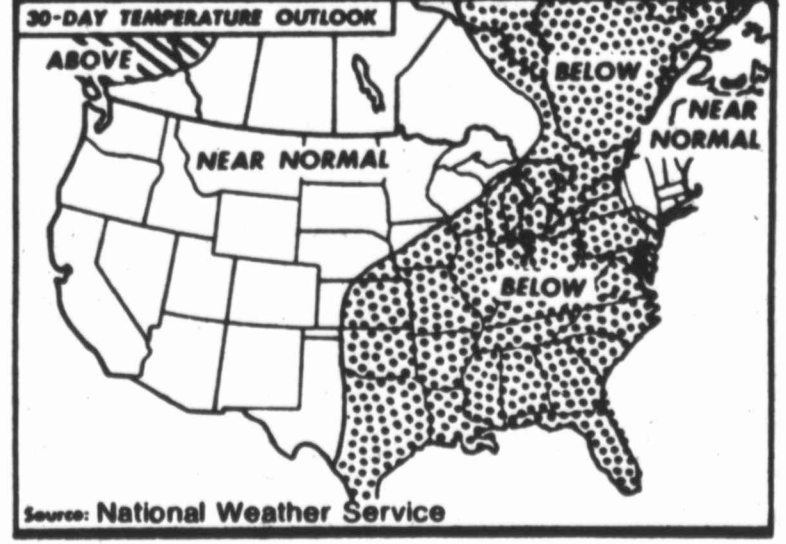 30-DAY TEMPERATURE OUTLOOK
ABOVE
BELOW
NEAR
NORMAL
NEAR NORMAL
BELOW
Source: National Weather Service